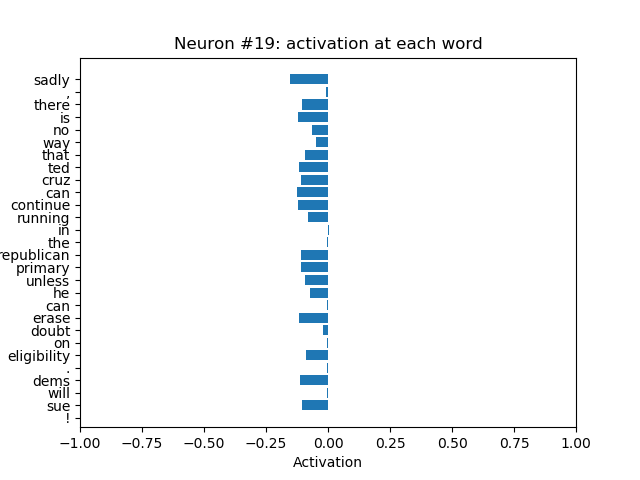 Neuron #19: activation at each word
sadly
,
there
is
no
way
that
ted
cruz
can
continue
running
in
the
republican
primary
unless
he
can
erase
doubt
on
eligibility
.
dems
will
sue
!
−1.00 −0.75 −0.50 −0.25 0.00 0.25 0.50 0.75 1.00
Activation